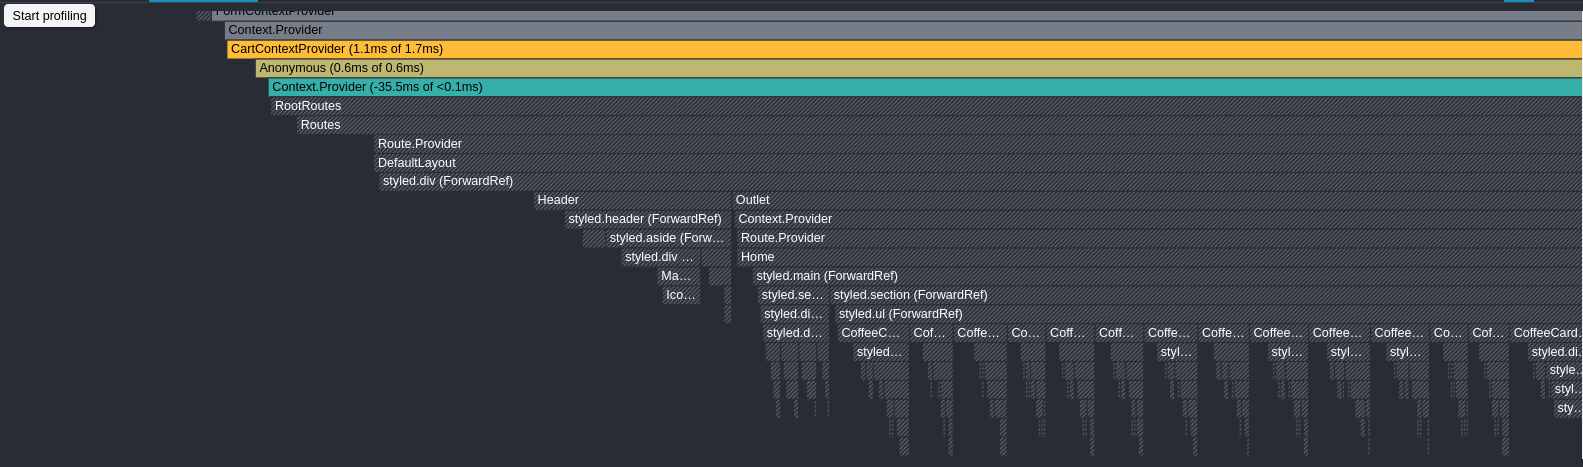 FormContextProvider
Start profiling
Context.Provider
CartContextProvider (1.1ms of 1.7ms)
Anonymous (0.6ms of 0.6ms)
Context.Provider (-35.5ms of <0.1ms)
RootRoutes
Routes
Route.Provider
DefaultLayout
styled.div (ForwardRef)
Header Outlet
styled.header (ForwardRef) Context.Provider
styled.aside (Forw… Route.Provider
styled.div … Home
Ma… styled.main (ForwardRef)
Ico… styled.se… styled.section (ForwardRef)
styled.di… styled.ul (ForwardRef)
styled.d… CoffeeC… Cof… Coffe… Co… Coff… Coff… Coffe… Coffe… Coffee… Coffee… Coffee… Co… Cof… CoffeeCard.
styled… styl… styl… styl… styl… styled.di…
style…
styl…
sty…